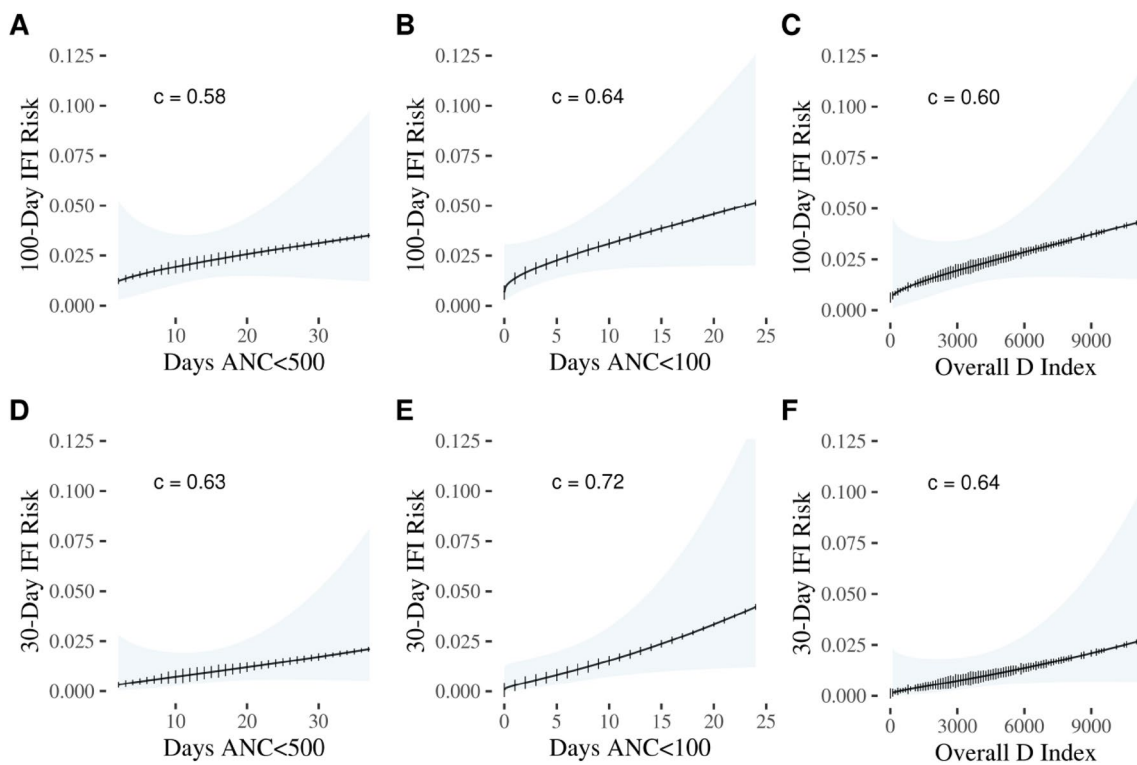 A
100-Day IFI Risk
0.125
0.100
0.075
0.050
0.025
0.000
c = 0.58
10
20
30
Days ANC<500
B
100-Day IFI Risk
0.125
0.100
0.075
0.050
0.025
0.000
c = 0.64
0
5
10
15
20
25
Days ANC<100
C
100-Day IFI Risk
0.125
0.100
0.075
0.050
0.025
0.000
c = 0.60
0
3000
6000
9000
Overall D Index
D
30-Day IFI Risk
0.125
0.100
0.075
0.050
0.025
0.000
c = 0.63
10
20
30
Days ANC<500
E
30-Day IFI Risk
0.125
0.100
0.075
0.050
0.025
0.000
c = 0.72
0
5
10
15
20
25
Days ANC<100
F
30-Day IFI Risk
0.125
0.100
0.075
0.050
0.025
0.000
c = 0.64
0
3000
6000
9000
Overall D Index